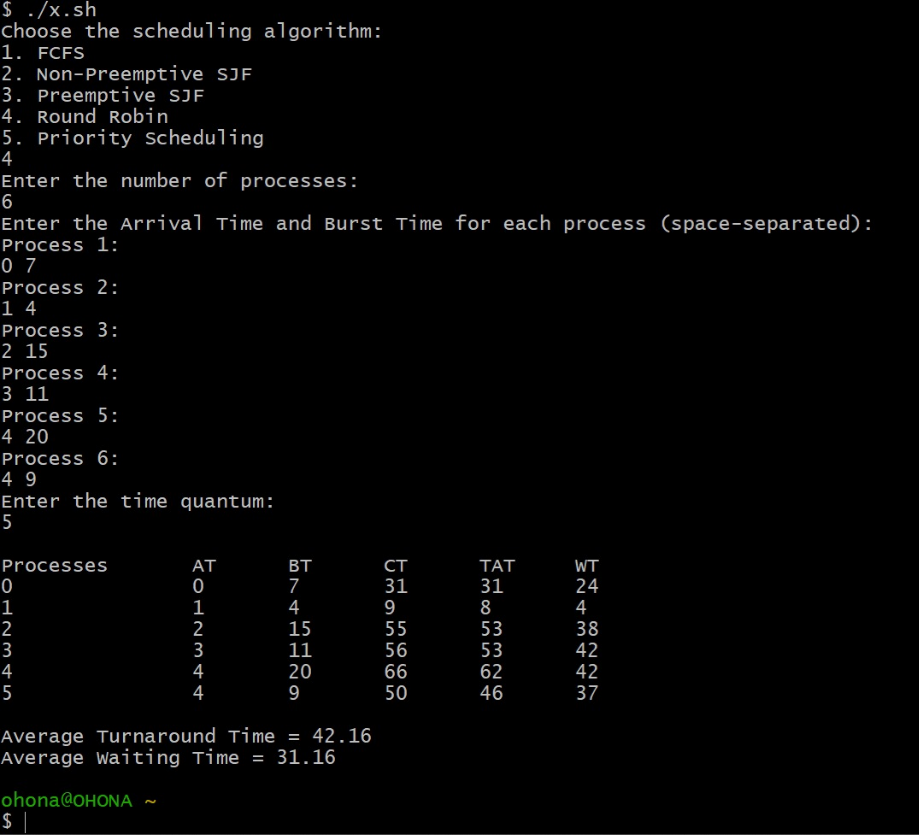 $ ./x.sh
Choose the scheduling algorithm:
1. FCFS
2. Non-Preemptive SJF
3. Preemptive SJF
4. Round Robin
5. Priority Scheduling
4
Enter the number of processes:
6
Enter the Arrival Time and Burst Time for each process (space-separated):
Process 1:
0 7
Process 2:
1 4
Process 3:
2 15
Process 4:
3 11
Process 5:
4 20
Process 6:
4 9
Enter the time quantum:
5
Processes AT BT CT TAT WT
0 0 7 31 31 24
1 1 4 9 8 4
2 2 15 55 53 38
3 3 11 56 53 42
4 4 20 66 62 42
5 4 9 50 46 37
Average Turnaround Time = 42.16
Average Waiting Time = 31.16
ohona@OHONA ~
$